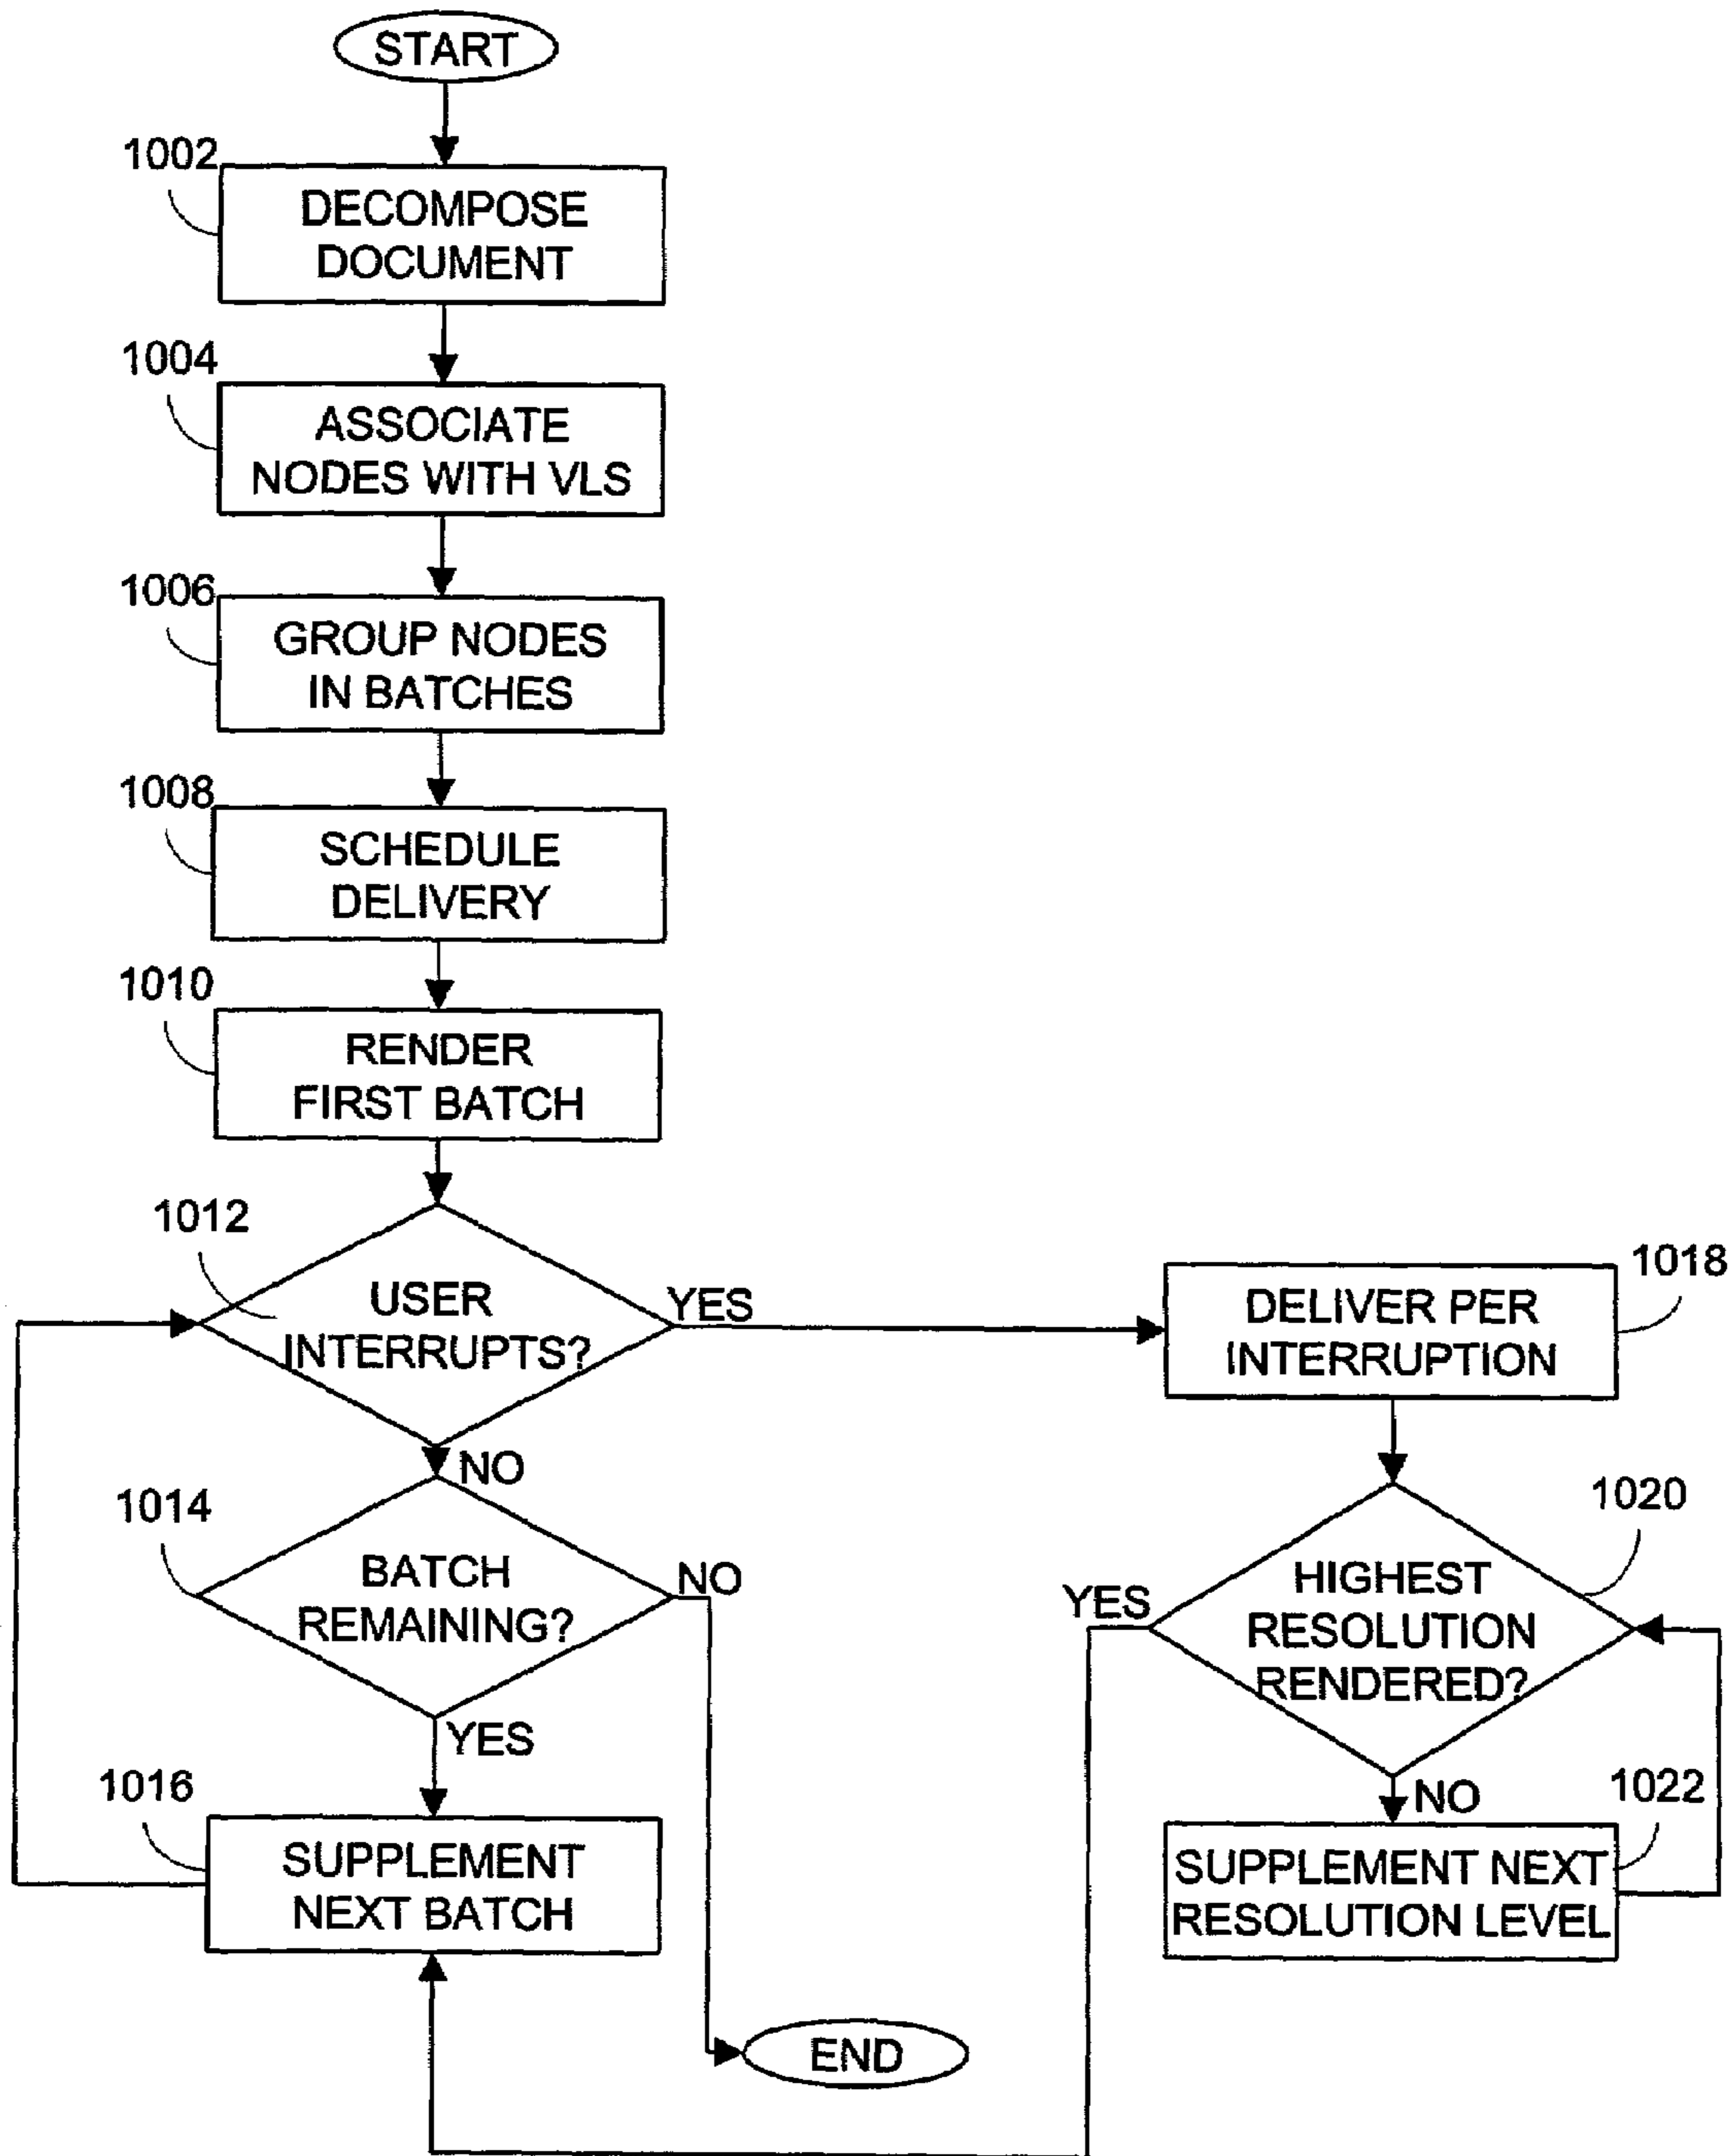 START
1002
DECOMPOSE
DOCUMENT
1004
ASSOCIATE
NODES WITH VLS
1006
GROUP NODES
IN BATCHES
1008
SCHEDULE
DELIVERY
1010
RENDER
FIRST BATCH
1012
USER
INTERRUPTS?
YES
NO
1018
DELIVER PER
INTERRUPTION
1014
BATCH
REMAINING?
NO
YES
1020
HIGHEST
RESOLUTION
RENDERED?
YES
NO
1016
SUPPLEMENT
NEXT BATCH
1022
SUPPLEMENT NEXT
RESOLUTION LEVEL
END